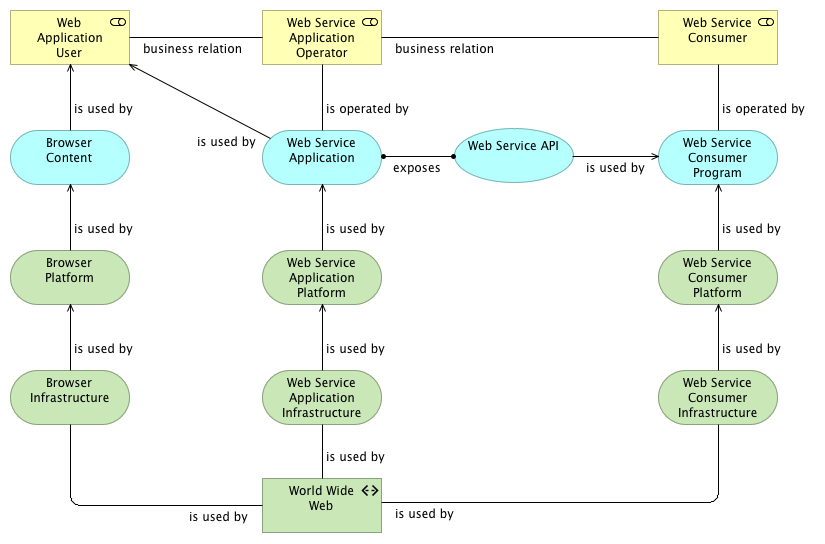 Web
Application
User
business relation
Web Service
Application
Operator
business relation
Web Service
Consumer
is used by
is used by
is operated by
is operated by
Browser
Content
Web Service
Application
exposes
Web Service API
is used by
Web Service
Consumer
Program
is used by
is used by
is used by
Browser
Platform
Web Service
Application
Platform
Web Service
Consumer
Platform
is used by
is used by
is used by
Browser
Infrastructure
Web Service
Application
Infrastructure
Web Service
Consumer
Infrastructure
is used by
World Wide
Web
is used by
is used by